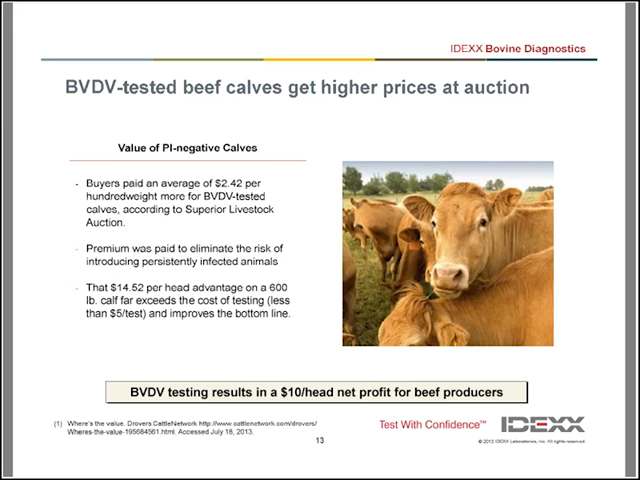 IDEXX Bovine Diagnostics
BVDV-tested beef calves get higher prices at auction
Value of PI-negative Calves
- Buyers paid an average of $2.42 per
hundredweight more for BVDV-tested
calves, according to Superior Livestock
Auction.
- Premium was paid to eliminate the risk of
introducing persistently infected animals
- That $14.52 per head advantage on a 600
lb. calf far exceeds the cost of testing (less
than $5/test) and improves the bottom line.
BVDV testing results in a $10/head net profit for beef producers
(1) Where's the value. Drovers CattleNetwork http://www.cattlenetwork.com/drovers/
Wheres-the-value-195684561.html. Accessed July 18, 2013.
13
Test With Confidence™
IDEXX
© 2013 IDEXX Laboratories, Inc. All rights reserved.